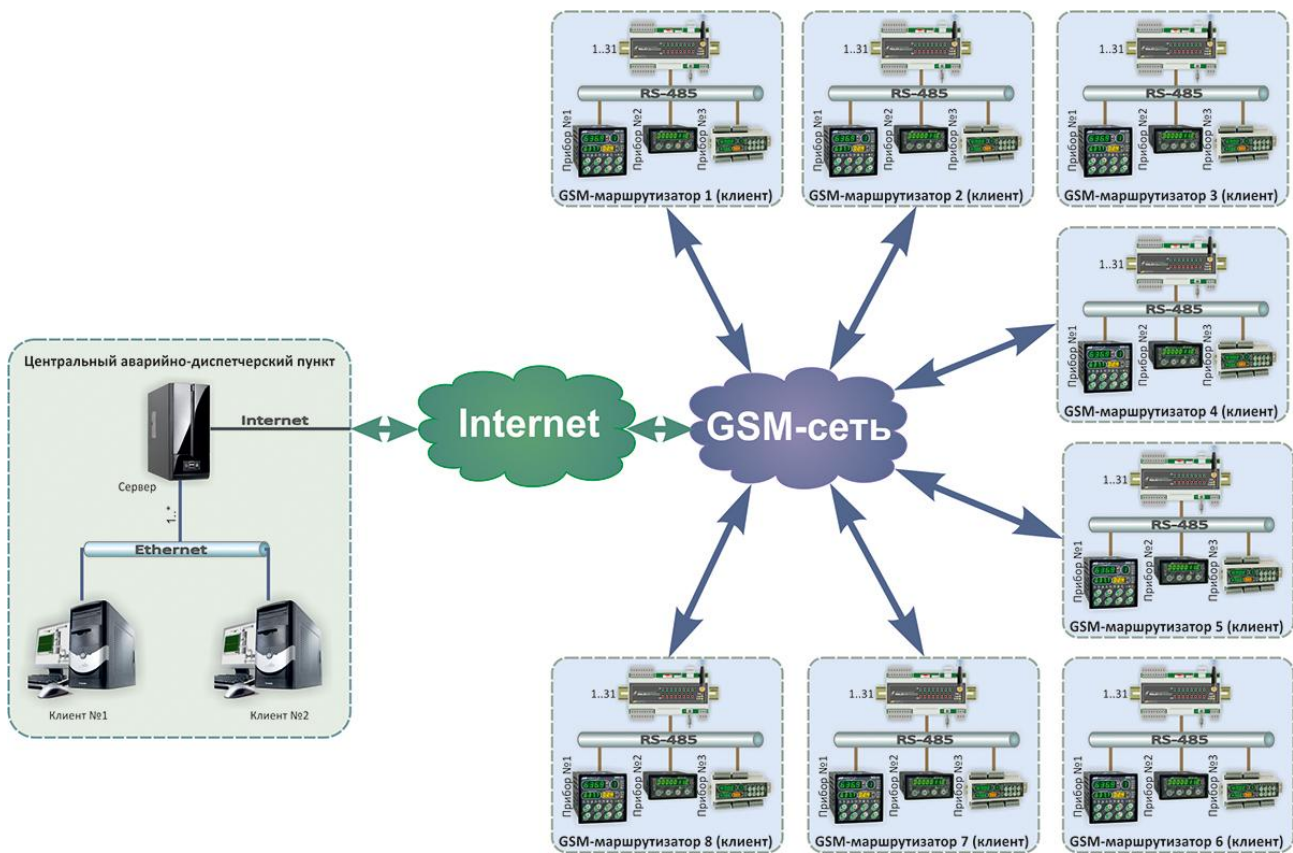 1..31
RS-485
Прибор №1
Прибор №2
Прибор №3
GSM-маршрутизатор 1 (клиент)
1..31
RS-485
Прибор №1
Прибор №2
Прибор №3
GSM-маршрутизатор 2 (клиент)
1..31
RS-485
Прибор №1
Прибор №2
Прибор №3
GSM-маршрутизатор 3 (клиент)
1..31
RS-485
Прибор №1
Прибор №2
Прибор №3
GSM-маршрутизатор 4 (клиент)
Центральный аварийно-диспетчерский пункт
Internet
Сервер
1..*
Ethernet
Клиент №1
Клиент №2
Internet
GSM-сеть
1..31
RS-485
Прибор №1
Прибор №2
Прибор №3
GSM-маршрутизатор 5 (клиент)
1..31
RS-485
Прибор №1
Прибор №2
Прибор №3
GSM-маршрутизатор 8 (клиент)
1..31
RS-485
Прибор №1
Прибор №2
Прибор №3
GSM-маршрутизатор 7 (клиент)
1..31
RS-485
Прибор №1
Прибор №2
Прибор №3
GSM-маршрутизатор 6 (клиент)